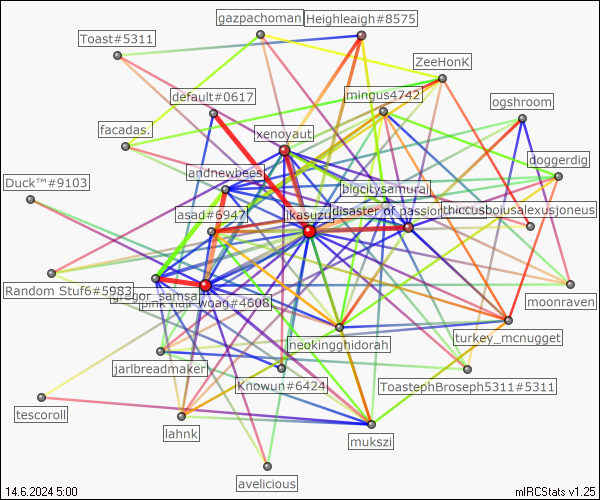 gazpachoman
Heighleaigh#8575
Toast#5311
ZeeHonK
default#0617
mingus4742
ogshroom
facadas.
xenoyaut
doggerdig
andnewbees
Duck™#9103
bigcitysamurai
asad#6947
Ikasuzu
disaster of passion
thiccusboiusalexusjoneus
Random Stuf6#5983
gregor_samsa
pink hair woag#4608
moonraven
neokingghidorah
turkey_mcnugget
jarlbreadmaker
Knowun#6424
ToastephBroseph5311#5311
tescoroll
lahnk
mukszi
avelicious
14.6.2024 5:00
mIRCStats v1.25